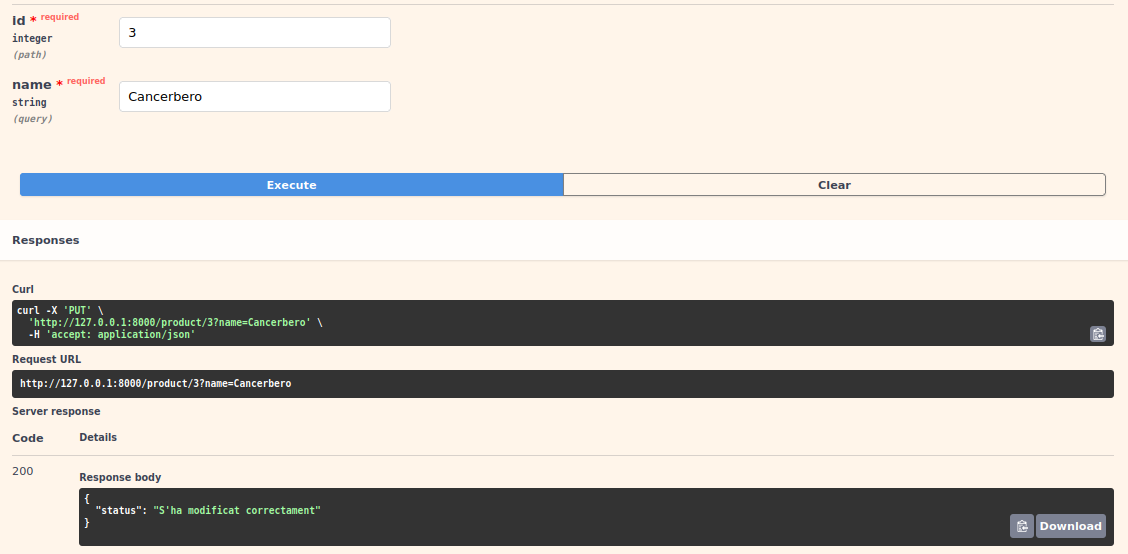 id * required
integer
(path)
3
name * required
string
(query)
Cancerbero
Execute
Clear
Responses
Curl
curl -X 'PUT' \
'http://127.0.0.1:8000/product/3?name=Cancerbero' \
-H 'accept: application/json'
Request URL
http://127.0.0.1:8000/product/3?name=Cancerbero
Server response
Code
Details
200
Response body
{
"status": "S'ha modificat correctament"
}
Download